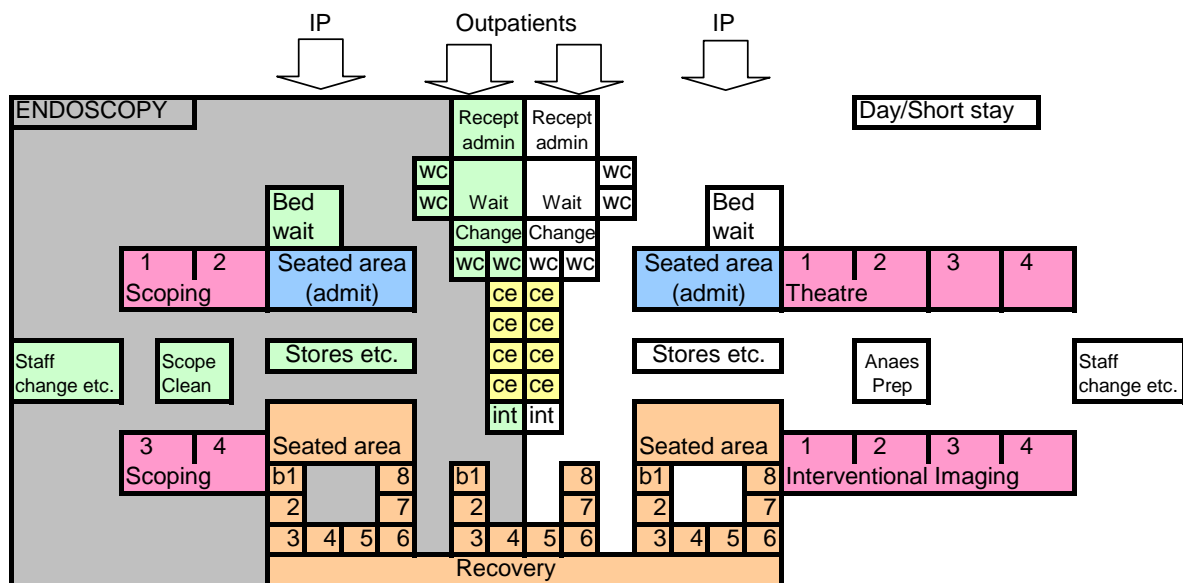 IP Outpatients IP
ENDOSCOPY Recept Recept Day/Short stay
admin admin
wc wc
wc Wait Wait wc
Bed Bed
wait wait
Change Change
1 2 Seated area wc wc wc wc Seated area 1 2 3 4
Scoping (admit) (admit) Theatre
ce ce
ce ce
Staff Scope Stores etc. ce ce Stores etc. Anaes Staff
change etc. Clean Prep change etc.
ce ce
int int
3 4 Seated area Seated area 1 2 3 4
Scoping b1 8 b1 8 b1 8 Interventional Imaging
2 7 2 7 2 7
3 4 5 6 3 4 5 6 3 4 5 6
Recovery